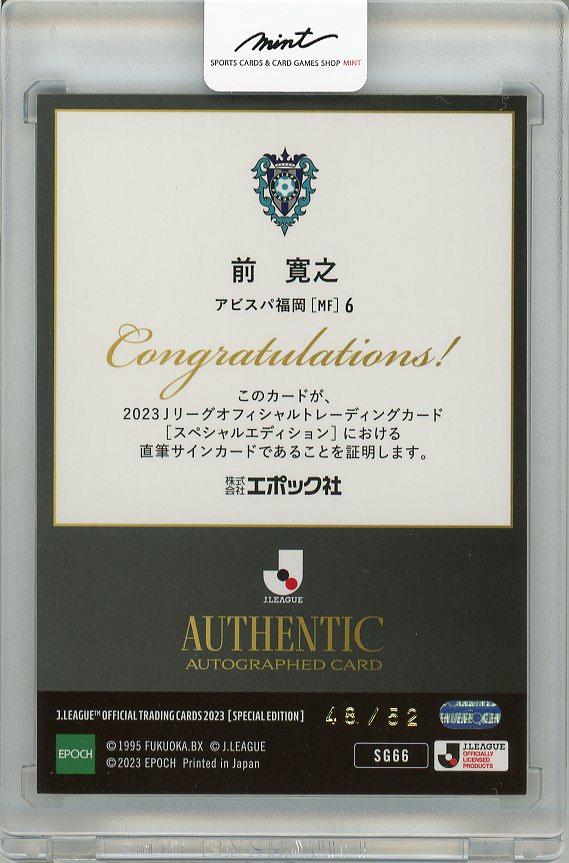 mint
SPORTS CARDS & CARD GAMES SHOP MINT
前 寛之
アビスパ福岡[MF]6
Congratulations!
このカードが、
2023Jリーグオフィシャルトレーディングカード
[スペシャルエディション]における
直筆サインカードであることを証明します。
株式会社エポック社
J.LEAGUE
AUTHENTIC
AUTOGRAPHED CARD
J.LEAGUE™ OFFICIAL TRADING CARDS 2023 [SPECIAL EDITION] 48/52
EPOCH
©1995 FUKUOKA.BX ©J.LEAGUE
©2023 EPOCH Printed in Japan
SG66
J.LEAGUE
OFFICIALLY
LICENSED
PRODUCTS